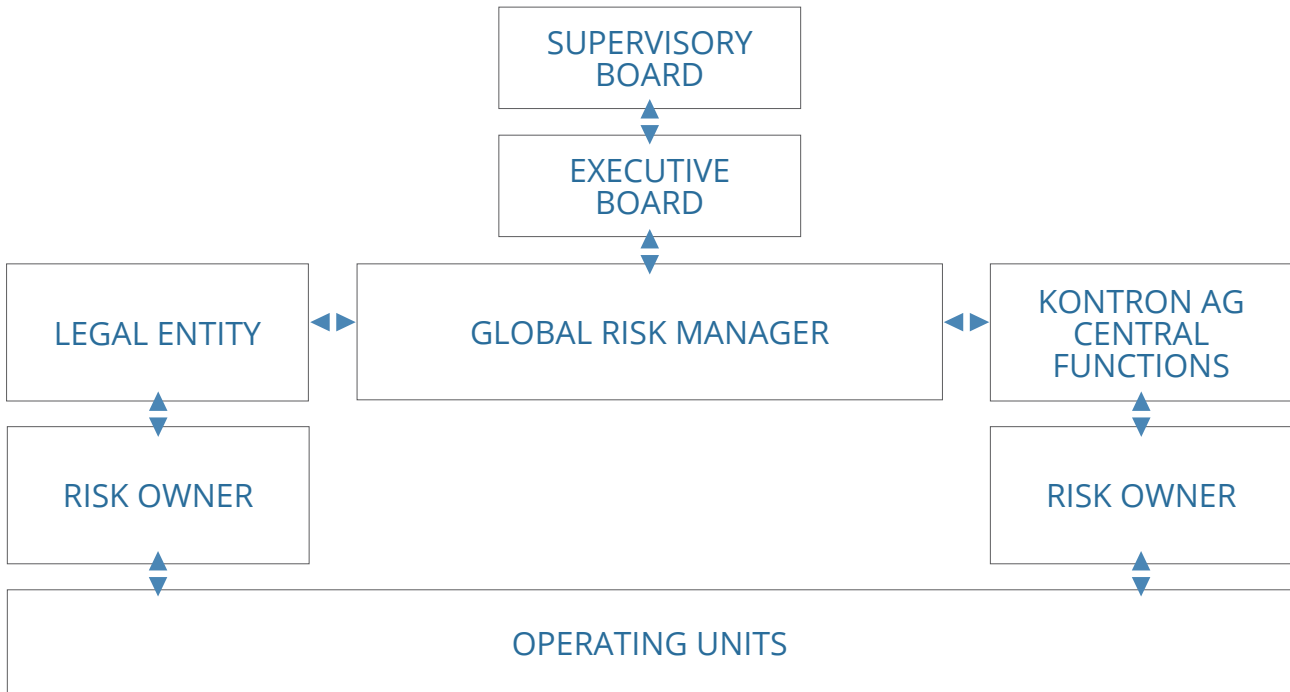 SUPERVISORY
BOARD
EXECUTIVE
BOARD
LEGAL ENTITY
GLOBAL RISK MANAGER
KONTRON AG
CENTRAL
FUNCTIONS
RISK OWNER
RISK OWNER
OPERATING UNITS